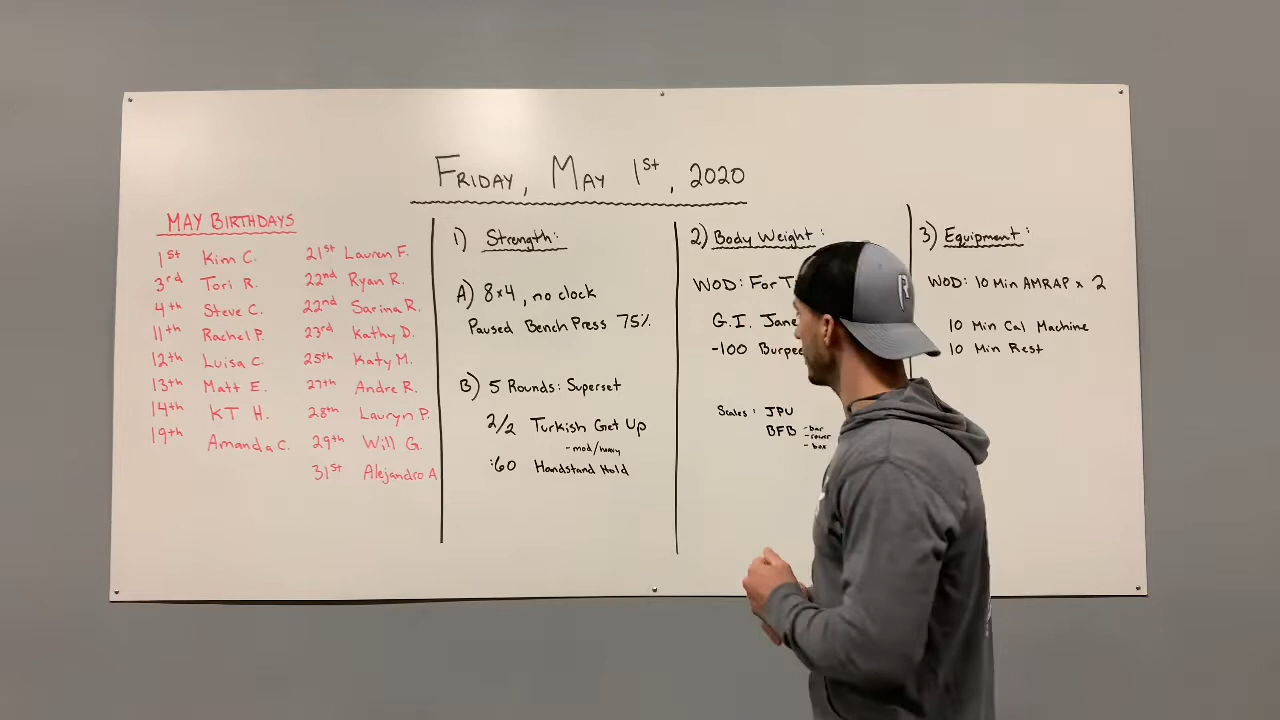 FRIDAY, MAY 1st, 2020
MAY BIRTHDAYS
1st Kim C.
3rd Tori R.
4th Steve C.
11th Rachel P.
12th Luisa C.
13th Matt E.
14th KT H.
19th Amanda C.
21st Lauren F.
22nd Ryan R.
22nd Sarina R.
23rd Kathy D.
25th Katy M.
27th Andre R.
28th Lauryn P.
29th Will G.
31st Alejandro A
1) Strength:
A) 8x4, no clock
Paused Bench Press 75%
B) 5 Rounds: Superset
2/2 Turkish Get Up
-mod/heavy
:60 Handstand Hold
2) Body Weight:
WOD: For
G.I. Jane
-100 Burpee
Scales: JPU
BFB -bar
-rower
-box
3) Equipment:
WOD: 10 Min AMRAP x 2
10 Min Cal Machine
10 Min Rest
R